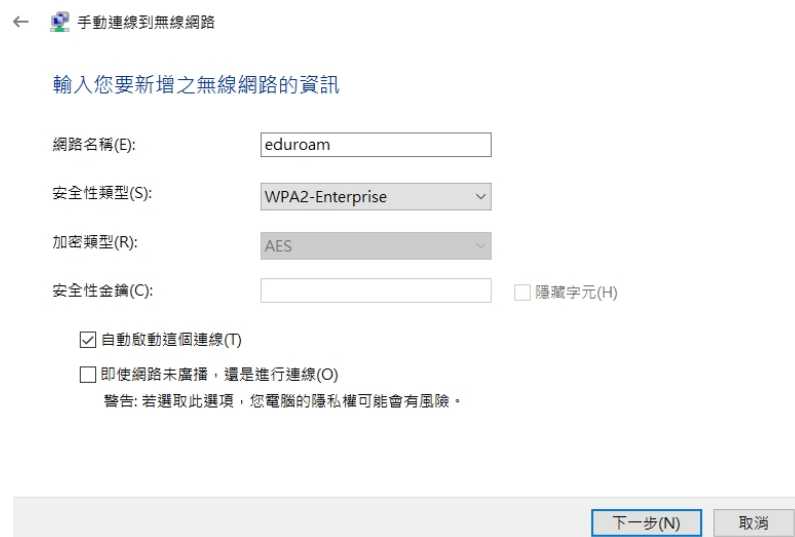 手動連線到無線網路
輸入您要新增之無線網路的資訊
網路名稱(E): eduroam
安全性類型(S): WPA2-Enterprise
加密類型(R): AES
安全性金鑰(C): 隱藏字元(H)
自動啟動這個連線(T)
即使網路未廣播，還是進行連線(O)
警告: 若選取此選項，您電腦的隱私權可能會有風險。
下一步(N) 取消